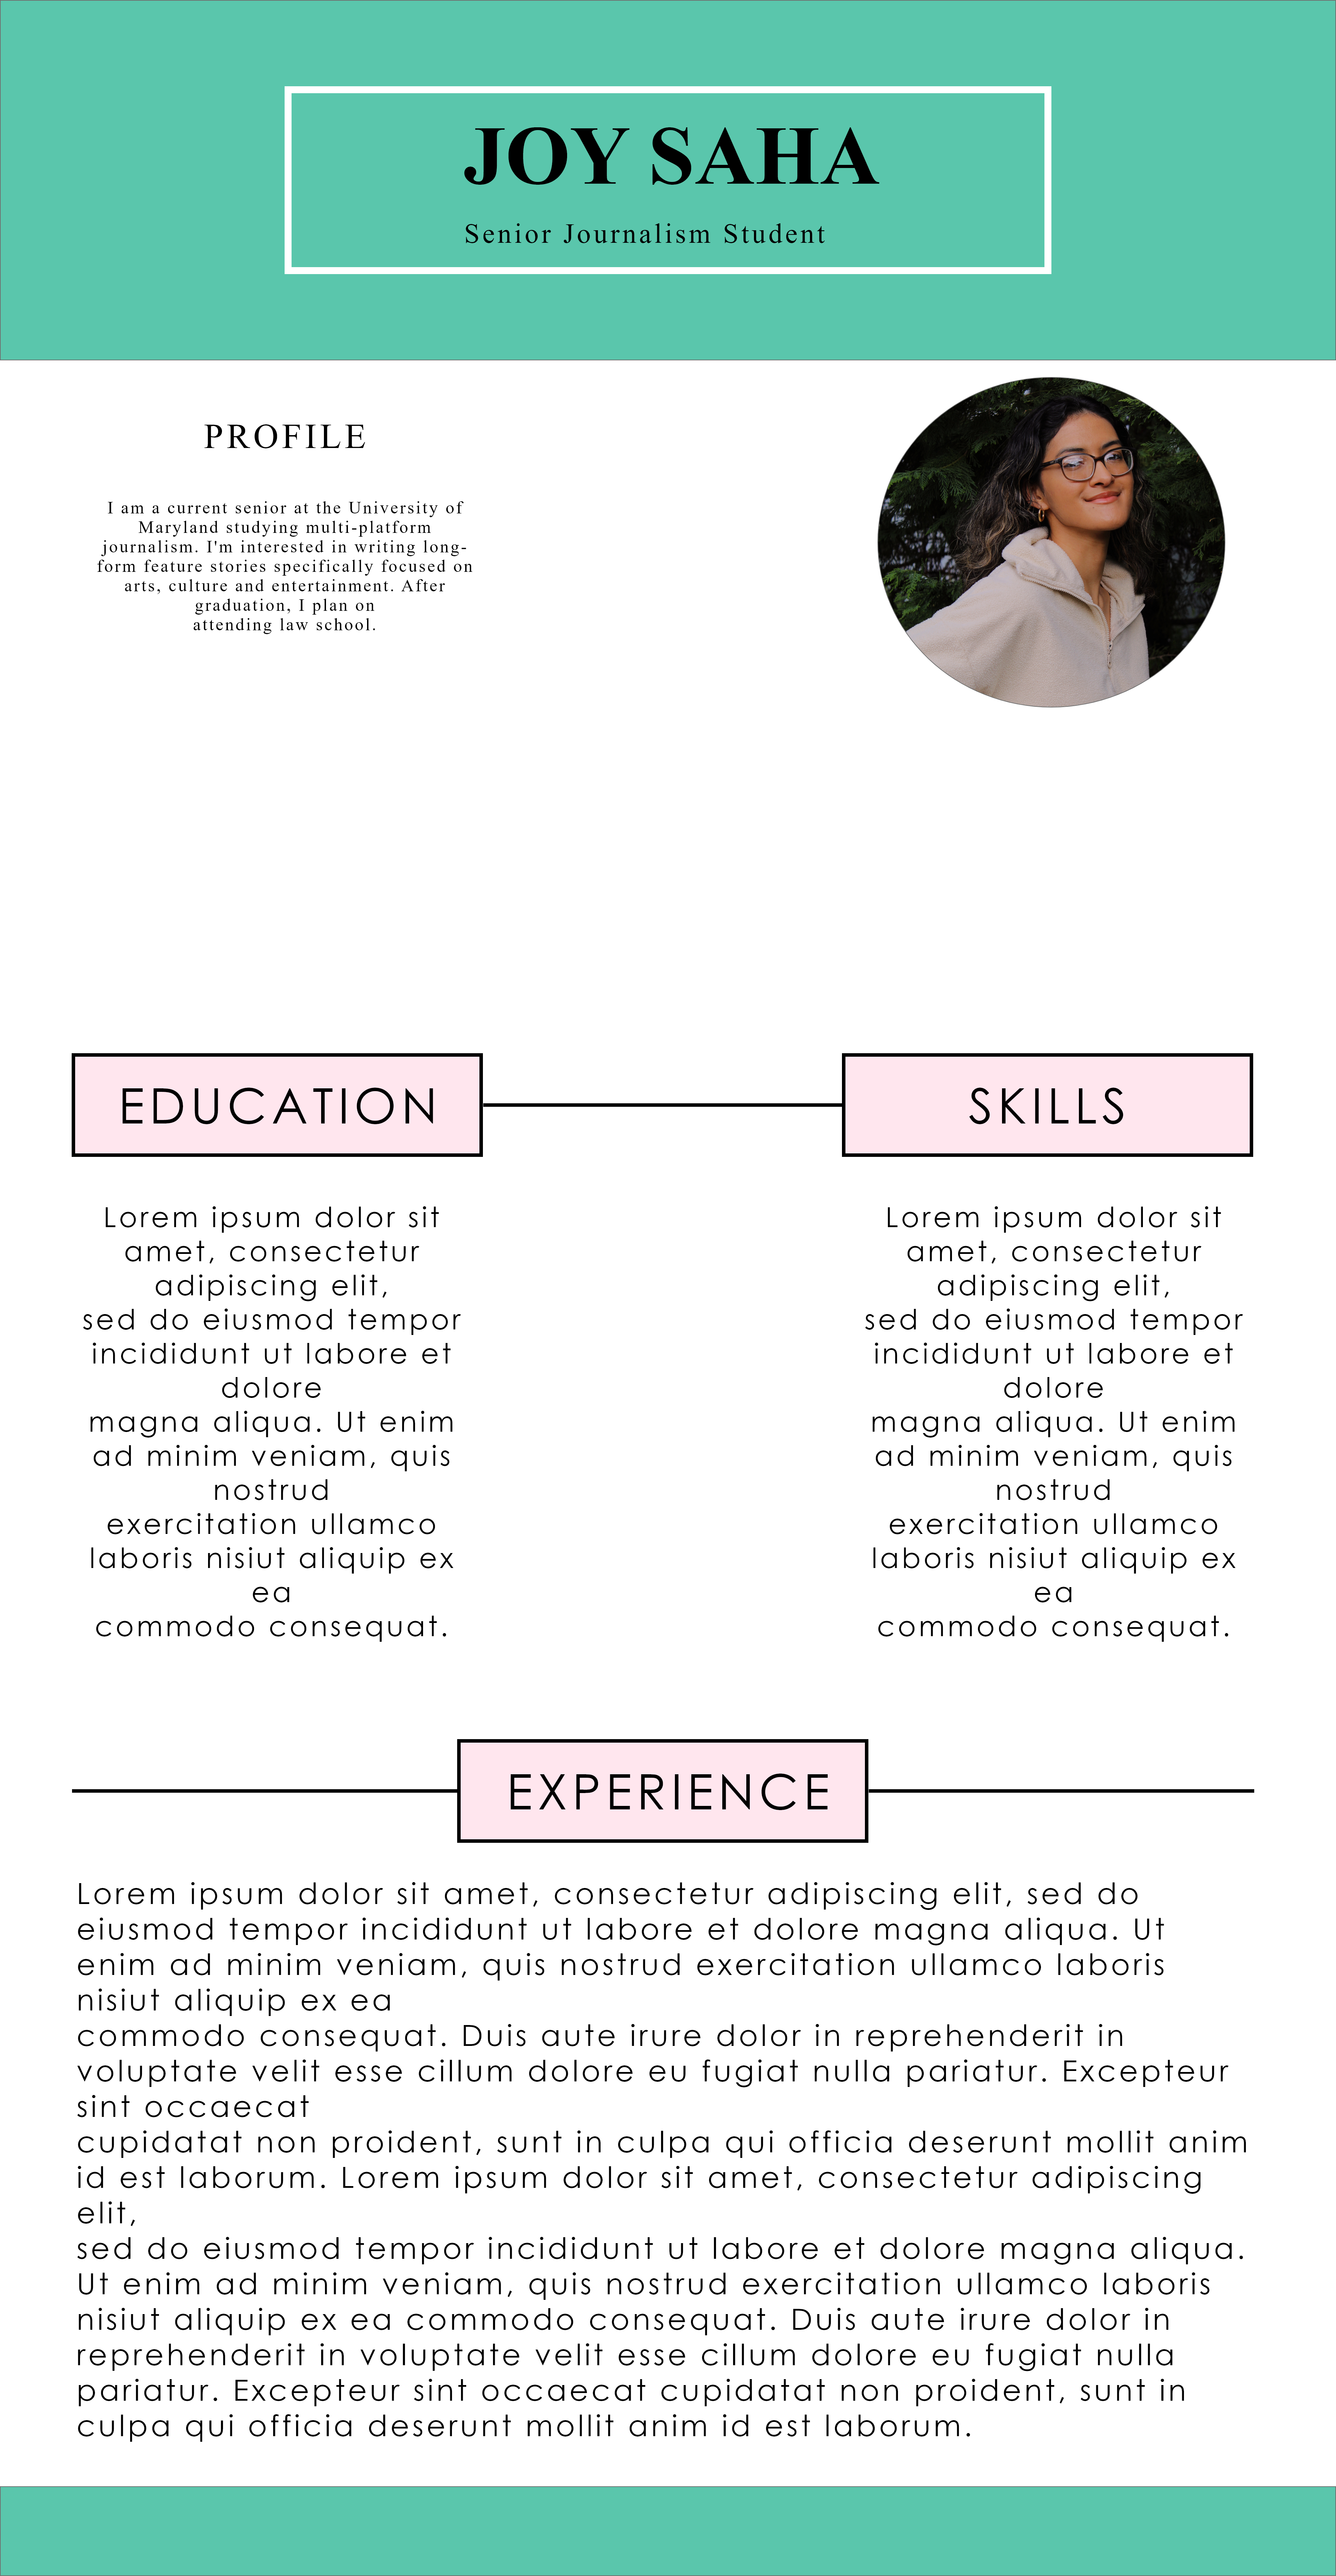 JOY SAHA
Senior Journalism Student
PROFILE
I am a current senior at the University of
Maryland studying multi-platform
journalism. I'm interested in writing long-
form feature stories specifically focused on
arts, culture and entertainment. After
graduation, I plan on
attending law school.
EDUCATION
Lorem ipsum dolor sit
amet, consectetur
adipiscing elit,
sed do eiusmod tempor
incididunt ut labore et
dolore
magna aliqua. Ut enim
ad minim veniam, quis
nostrud
exercitation ullamco
laboris nisiut aliquip ex
ea
commodo consequat.
SKILLS
Lorem ipsum dolor sit
amet, consectetur
adipiscing elit,
sed do eiusmod tempor
incididunt ut labore et
dolore
magna aliqua. Ut enim
ad minim veniam, quis
nostrud
exercitation ullamco
laboris nisiut aliquip ex
ea
commodo consequat.
EXPERIENCE
Lorem ipsum dolor sit amet, consectetur adipiscing elit, sed do
eiusmod tempor incididunt ut labore et dolore magna aliqua. Ut
enim ad minim veniam, quis nostrud exercitation ullamco laboris
nisiut aliquip ex ea
commodo consequat. Duis aute irure dolor in reprehenderit in
voluptate velit esse cillum dolore eu fugiat nulla pariatur. Excepteur
sint occaecat
cupidatat non proident, sunt in culpa qui officia deserunt mollit anim
id est laborum. Lorem ipsum dolor sit amet, consectetur adipiscing
elit,
sed do eiusmod tempor incididunt ut labore et dolore magna aliqua.
Ut enim ad minim veniam, quis nostrud exercitation ullamco laboris
nisiut aliquip ex ea commodo consequat. Duis aute irure dolor in
reprehenderit in voluptate velit esse cillum dolore eu fugiat nulla
pariatur. Excepteur sint occaecat cupidatat non proident, sunt in
culpa qui officia deserunt mollit anim id est laborum.